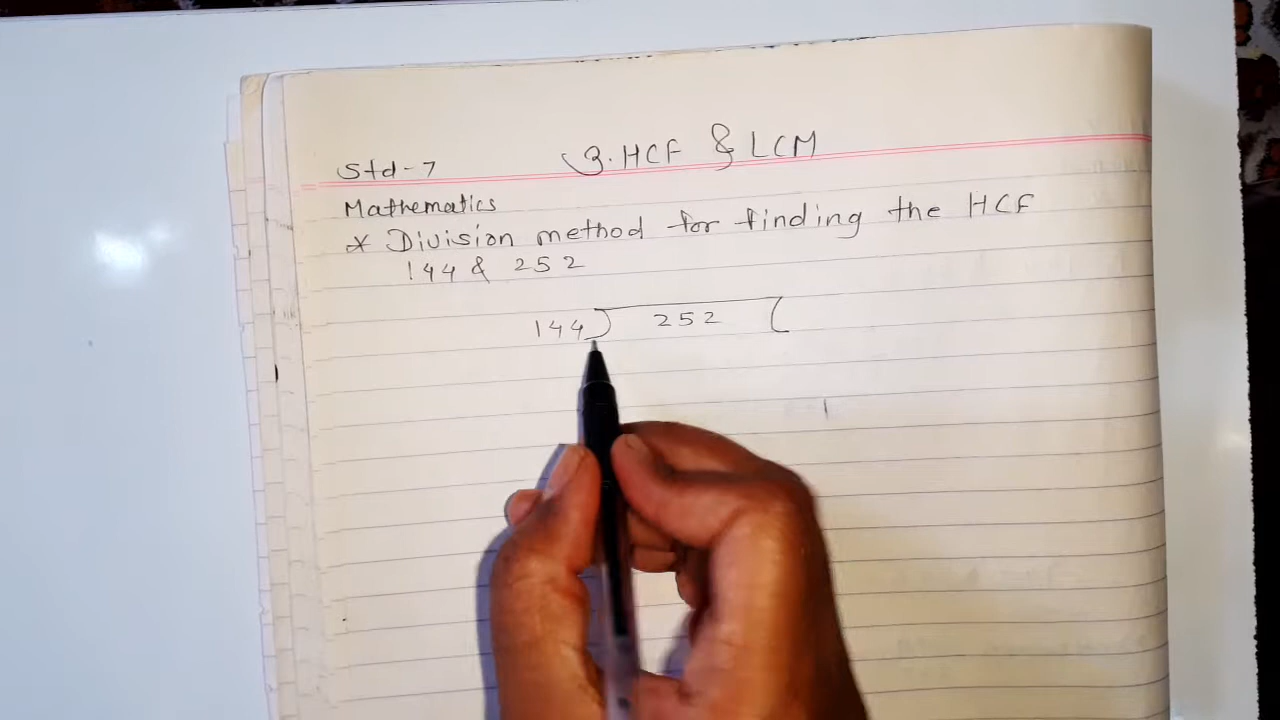 Std-7
3. HCF & LCM
Mathematics
* Division method for finding the HCF
144 & 252
144) 252 (